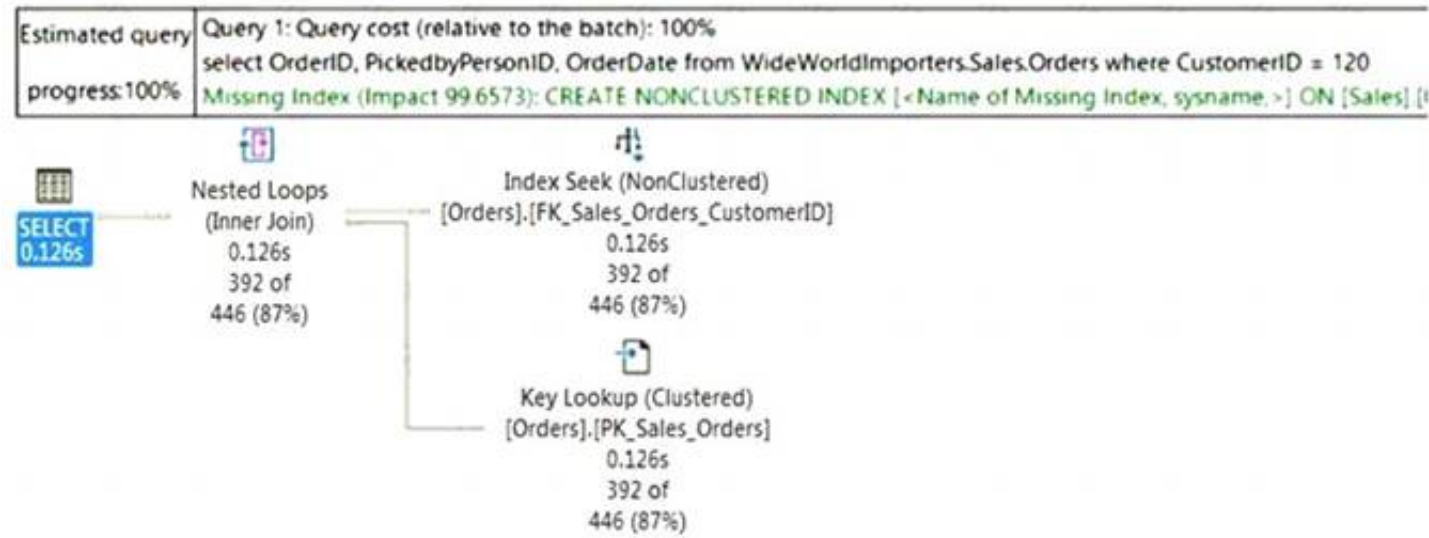 Estimated query
progress:100%
Query 1: Query cost (relative to the batch): 100%
select OrderID, PickedbyPersonID, OrderDate from WideWorldImporters.Sales.Orders where CustomerID = 120
Missing Index (Impact 99.6573): CREATE NONCLUSTERED INDEX [<Name of Missing Index, sysname,>] ON [Sales].[
SELECT
0.126s
Nested Loops
(Inner Join)
0.126s
392 of
446 (87%)
Index Seek (NonClustered)
[Orders].[FK_Sales_Orders_CustomerID]
0.126s
392 of
446 (87%)
Key Lookup (Clustered)
[Orders].[PK_Sales_Orders]
0.126s
392 of
446 (87%)